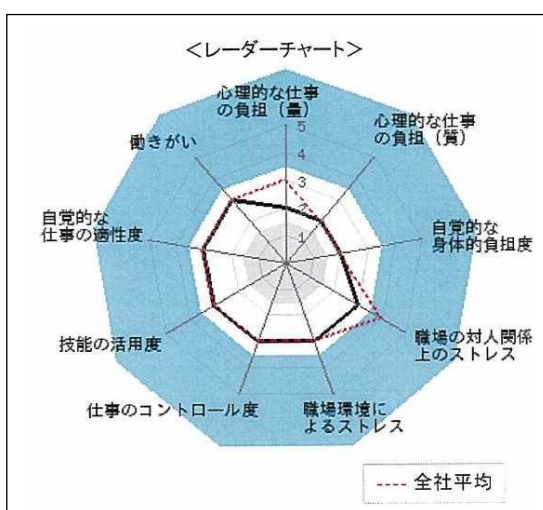 ＜レーダーチャート＞
心理的な仕事
の負担（量）
心理的な仕事
の負担（質）
自覚的な
身体的負担度
職場の対人関係
上のストレス
職場環境に
よるストレス
仕事のコントロール度
技能の活用度
自覚的な
仕事の適性度
働きがい
5
4
3
2
1
全社平均